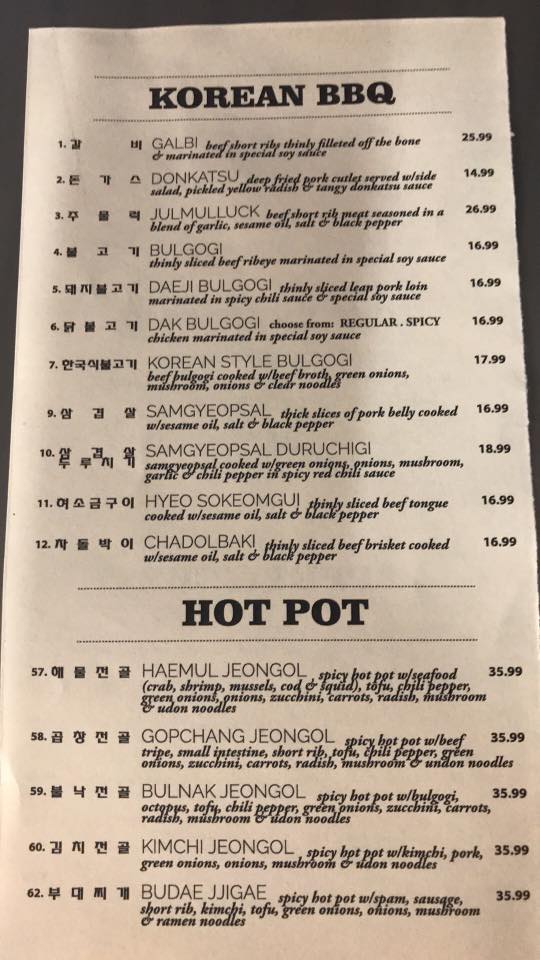 KOREAN BBQ
1. 갈 비 GALBI beef short ribs thinly filleted off the bone 25.99
& marinated in special soy sauce
2. 돈 가 스 DONKATSU deep fried pork cutlet served w/side 14.99
salad, pickled yellow radish & tangy donkatsu sauce
3. 주 물 럭 JULMULLUCK beef short rib meat seasoned in a 26.99
blend of garlic, sesame oil, salt & black pepper
4. 불 고 기 BULGOGI 16.99
thinly sliced beef ribeye marinated in special soy sauce
5. 돼지불고기 DAEJI BULGOGI thinly sliced lean pork loin 16.99
marinated in spicy chili sauce & special soy sauce
6. 닭 불 고 기 DAK BULGOGI choose from: REGULAR . SPICY 16.99
chicken marinated in special soy sauce
7. 한국식불고기 KOREAN STYLE BULGOGI 17.99
beef bulgogi cooked w/beef broth, green onions,
mushroom, onions & clear noodles
9. 삼 겹 살 SAMGYEOPSAL thick slices of pork belly cooked 16.99
w/sesame oil, salt & black pepper
10. 삼 겹 살 SAMGYEOPSAL DURUCHIGI 18.99
두 루 치 기 samgyeopsal cooked w/green onions, onions, mushroom,
garlic & chili pepper in spicy red chili sauce
11. 혀소금구이 HYEO SOKEOMGUI thinly sliced beef tongue 16.99
cooked w/sesame oil, salt & black pepper
12. 차 돌 박 이 CHADOLBAKI thinly sliced beef brisket cooked 16.99
w/sesame oil, salt & black pepper
HOT POT
57. 해 물 전 골 HAEMUL JEONGOL spicy hot pot w/seafood 35.99
(crab, shrimp, mussels, cod & squid), tofu, chili pepper,
green onions, onions, zucchini, carrots, radish, mushroom
& udon noodles
58. 곱 창 전 골 GOPCHANG JEONGOL spicy hot pot w/beef 35.99
tripe, small intestine, short rib, tofu, chili pepper, green
onions, zucchini, carrots, radish, mushroom & undon noodles
59. 불 낙 전 골 BULNAK JEONGOL spicy hot pot w/bulgogi, 35.99
octopus, tofu, chili pepper, green onions, zucchini, carrots,
radish, mushroom & udon noodles
60. 김 치 전 골 KIMCHI JEONGOL spicy hot pot w/kimchi, pork, 35.99
green onions, onions, mushroom & udon noodles
62. 부 대 찌 개 BUDAE JJIGAE spicy hot pot w/spam, sausage, 35.99
short rib, kimchi, tofu, green onions, onions, mushroom
& ramen noodles